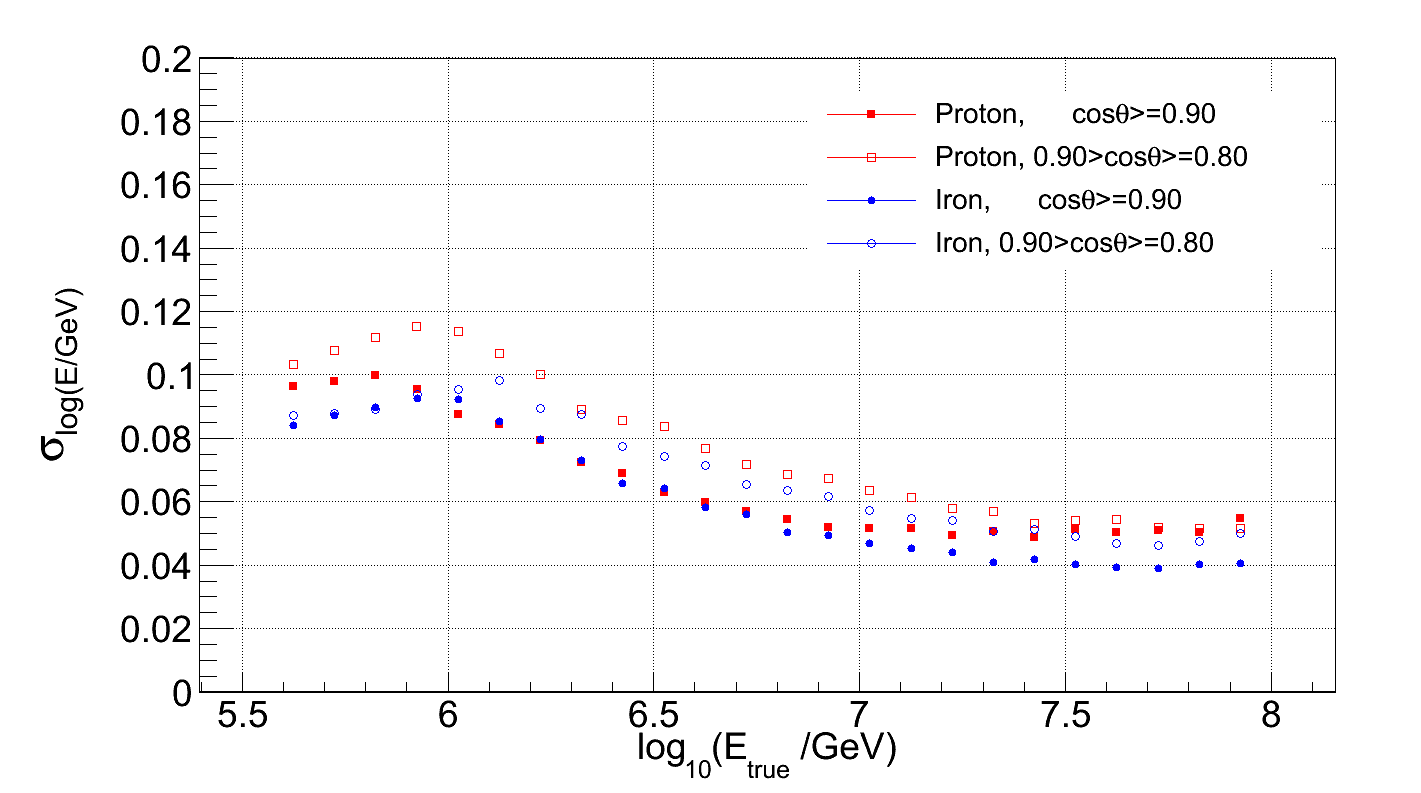 0.2
0.18
0.16
0.14
0.12
0.1
0.08
0.06
0.04
0.02
0
σlog(E/GeV)
Proton, cosθ>=0.90
Proton, 0.90>cosθ>=0.80
Iron, cosθ>=0.90
Iron, 0.90>cosθ>=0.80
5.5 6 6.5 7 7.5 8
log10(Etrue /GeV)